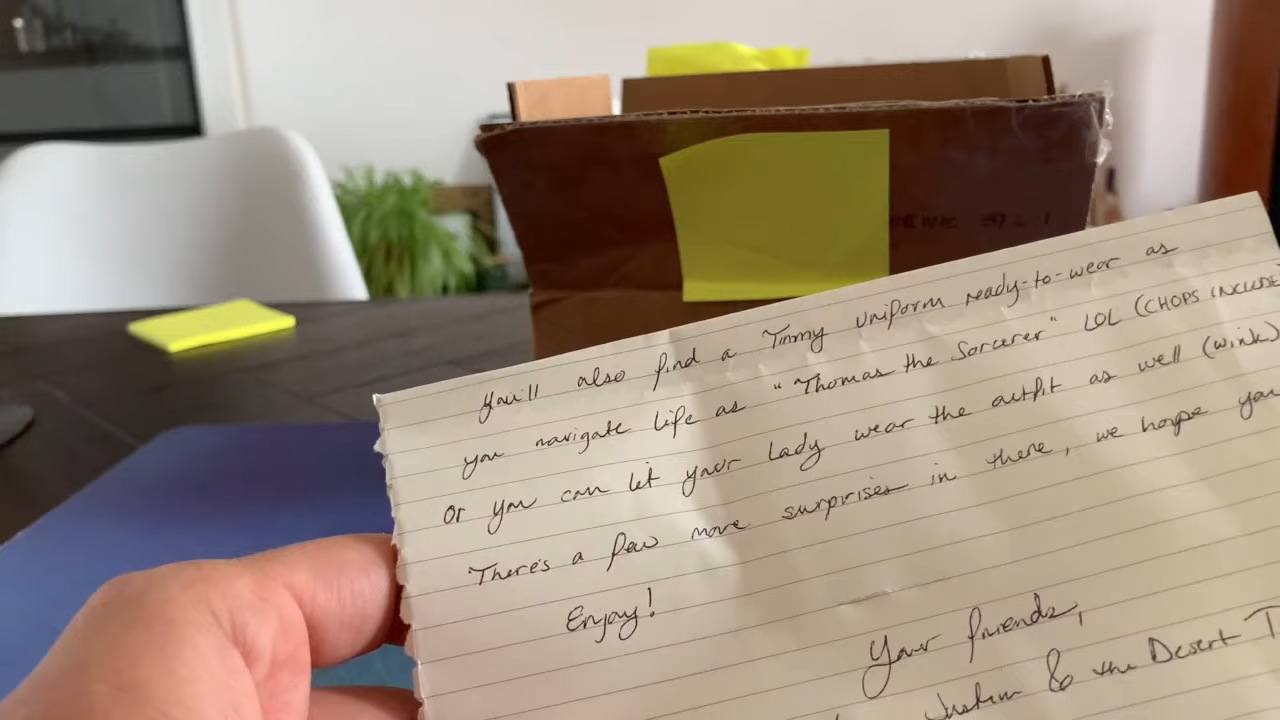 You'll also find a Timmy uniform ready-to-wear as
you navigate life as "Thomas the Sorcerer" LOL (CHOPS INCLUDE
or you can let your lady wear the outfit as well (wink)
There's a few more surprises in there, we hope you
Enjoy!
Your friends,
Justin & the Desert T